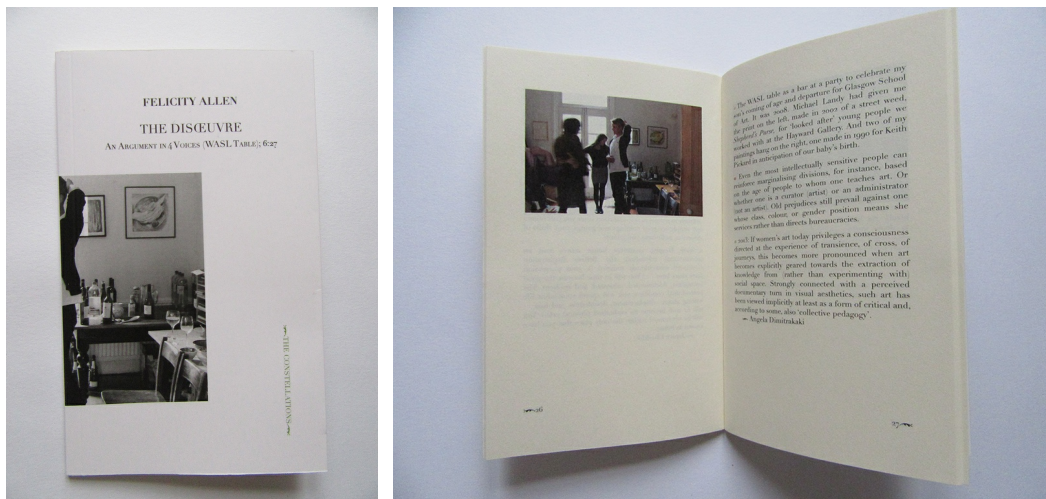 FELICITY ALLEN
THE DISŒUVRE
AN ARGUMENT IN 4 VOICES (WASL TABLE); 6:27
THE CONSTELLATIONS
The WASL table as a bar at a party to celebrate my
son's coming of age and departure for Glasgow School
of Art. It was 2008. Michael Landy had given me
the print on the left, made in 2002 of a street weed,
Shepherd's Purse, for 'looked after' young people we
worked with at the Hayward Gallery. And two of my
paintings hang on the right, one made in 1990 for Keith
Pickard in anticipation of our baby's birth.
Even the most intellectually sensitive people can
reinforce marginalising divisions, for instance, based
on the age of people to whom one teaches art. Or
whether one is a curator (artist) or an administrator
(not an artist). Old prejudices still prevail against one
whose class, colour, or gender position means she
services rather than directs bureaucracies.
2013: If women's art today privileges a consciousness
directed at the experience of transience, of cross, of
journeys, this becomes more pronounced when art
becomes explicitly geared towards the extraction of
knowledge from (rather than experimenting with)
social space. Strongly connected with a perceived
documentary turn in visual aesthetics, such art has
been viewed implicitly at least as a form of critical and,
according to some, also 'collective pedagogy'.
Angela Dimitrakaki
26
27